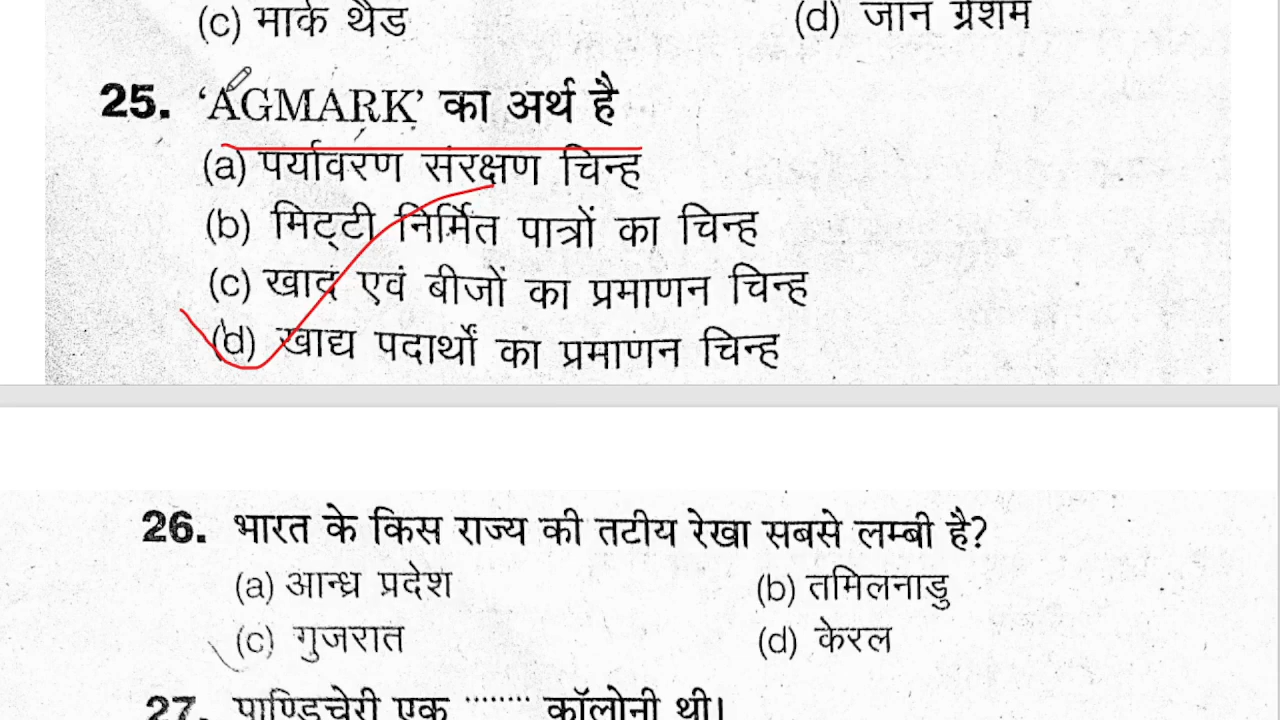 (c) मार्क थैड (d) जान ग्रेशम
25. ‘AGMARK’ का अर्थ है
(a) पर्यावरण संरक्षण चिन्ह
(b) मिट्टी निर्मित पात्रों का चिन्ह
(c) खाद एवं बीजों का प्रमाणन चिन्ह
(d) खाद्य पदार्थों का प्रमाणन चिन्ह
26. भारत के किस राज्य की तटीय रेखा सबसे लम्बी है?
(a) आन्ध्र प्रदेश (b) तमिलनाडु
(c) गुजरात (d) केरल
27. पाण्डिचेरी एक ........ कॉलोनी थी।